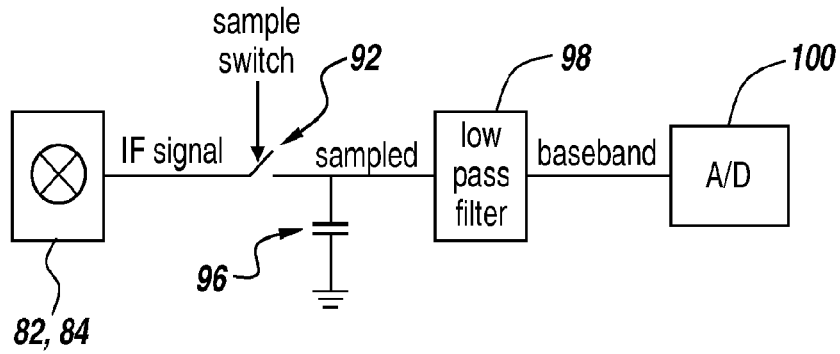 sample
switch
92
98
100
IF signal
sampled
low
pass
filter
baseband
A/D
96
82, 84